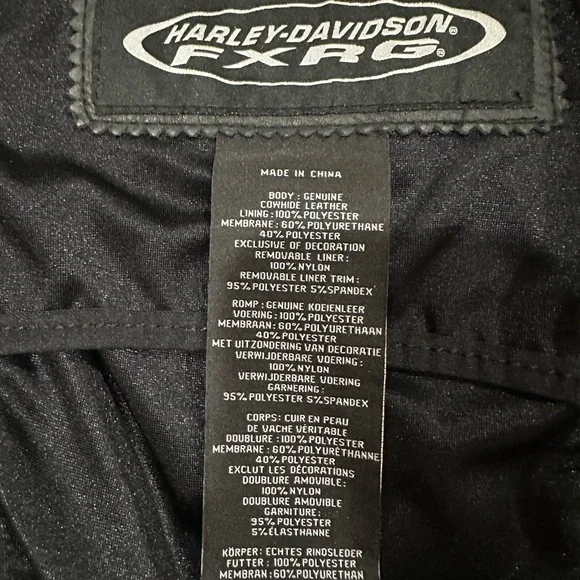 HARLEY-DAVIDSON®
FXRG®
MADE IN CHINA
BODY : GENUINE
COWHIDE LEATHER
LINING : 100% POLYESTER
MEMBRANE : 60% POLYURETHANE
40% POLYESTER
EXCLUSIVE OF DECORATION
REMOVABLE LINER :
100% NYLON
REMOVABLE LINER TRIM :
95% POLYESTER 5% SPANDEX
ROMP : GENUINE KOEIENLEER
VOERING : 100% POLYESTER
MEMBRAAN : 60% POLYURETHAAN
40% POLYESTER
MET UITZONDERING VAN DECORATIE
VERWIJDERBARE VOERING :
100% NYLON
VERWIJDERBARE VOERING
GARNERING :
95% POLYESTER 5% SPANDEX
CORPS : CUIR EN PEAU
DE VACHE VÉRITABLE
DOUBLURE : 100% POLYESTER
MEMBRANE : 60% POLYURÉTHANNE
40% POLYESTER
EXCLUT LES DÉCORATIONS
DOUBLURE AMOVIBLE :
100% NYLON
DOUBLURE AMOVIBLE
GARNITURE :
95% POLYESTER
5% ÉLASTHANNE
KÖRPER : ECHTES RINDSLEDER
FUTTER : 100% POLYESTER
MEMBRAN : 60% POLYURETHAN